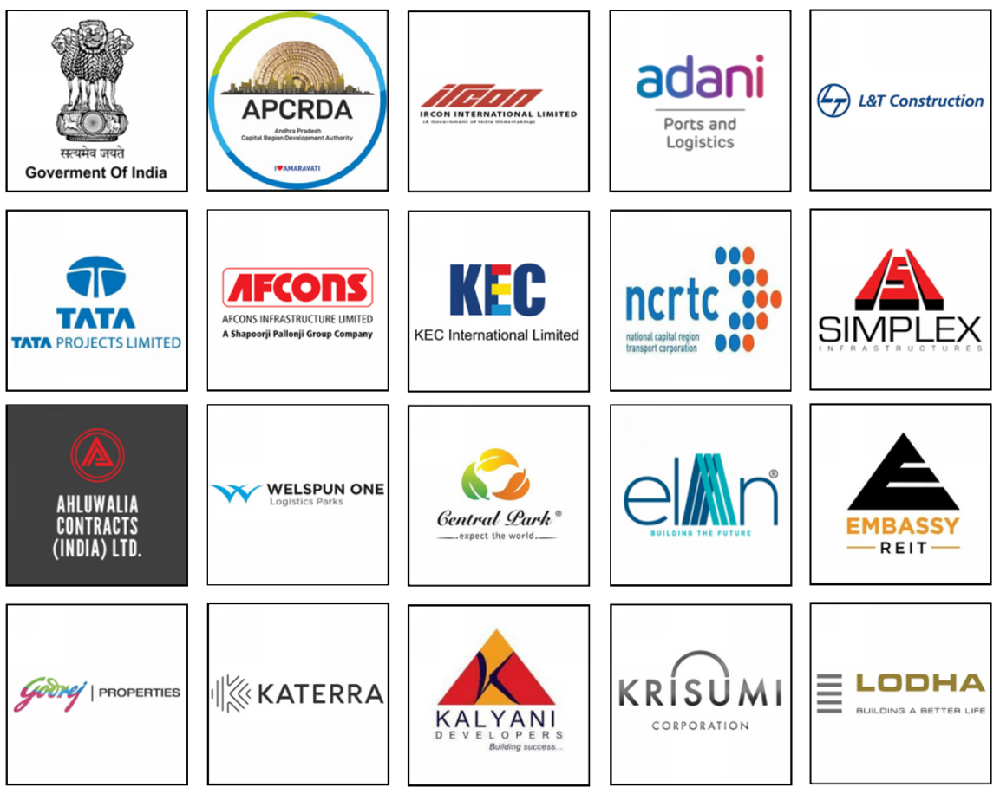 सत्यमेव जयते
Goverment Of India
APCRDA
Andhra Pradesh
Capital Region Development Authority
I❤AMARAVATI
ircon
IRCON INTERNATIONAL LIMITED
(A Government of India Undertaking)
adani
Ports and
Logistics
L&T Construction
TATA
TATA PROJECTS LIMITED
AFCONS
AFCONS INFRASTRUCTURE LIMITED
A Shapoorji Pallonji Group Company
KEC
KEC International Limited
ncrtc
national capital region
transport corporation
SIMPLEX
INFRASTRUCTURES
AHLUWALIA
CONTRACTS
(INDIA) LTD.
WELSPUN ONE
Logistics Parks
Central Park®
expect the world
elan®
BUILDING THE FUTURE
EMBASSY
REIT
Godrej | PROPERTIES
KATERRA
KALYANI
DEVELOPERS
Building success...
KRISUMI
CORPORATION
LODHA
BUILDING A BETTER LIFE